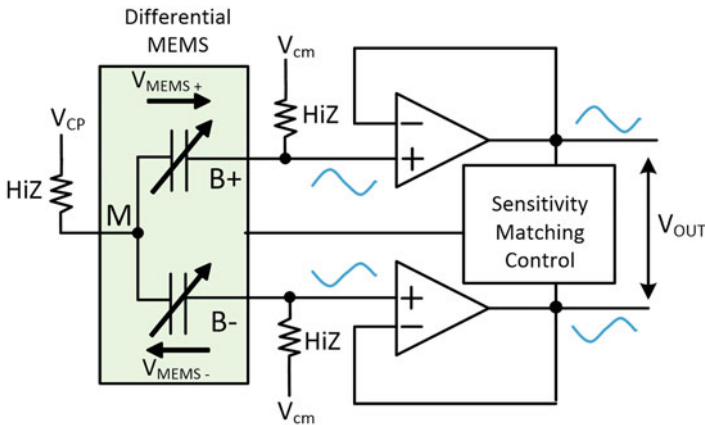 Differential
MEMS
V_MEMS +
V_cm
HiZ
V_CP
HiZ
M
B+
−
+
Sensitivity
Matching
Control
V_OUT
B-
V_MEMS -
HiZ
V_cm
+
−